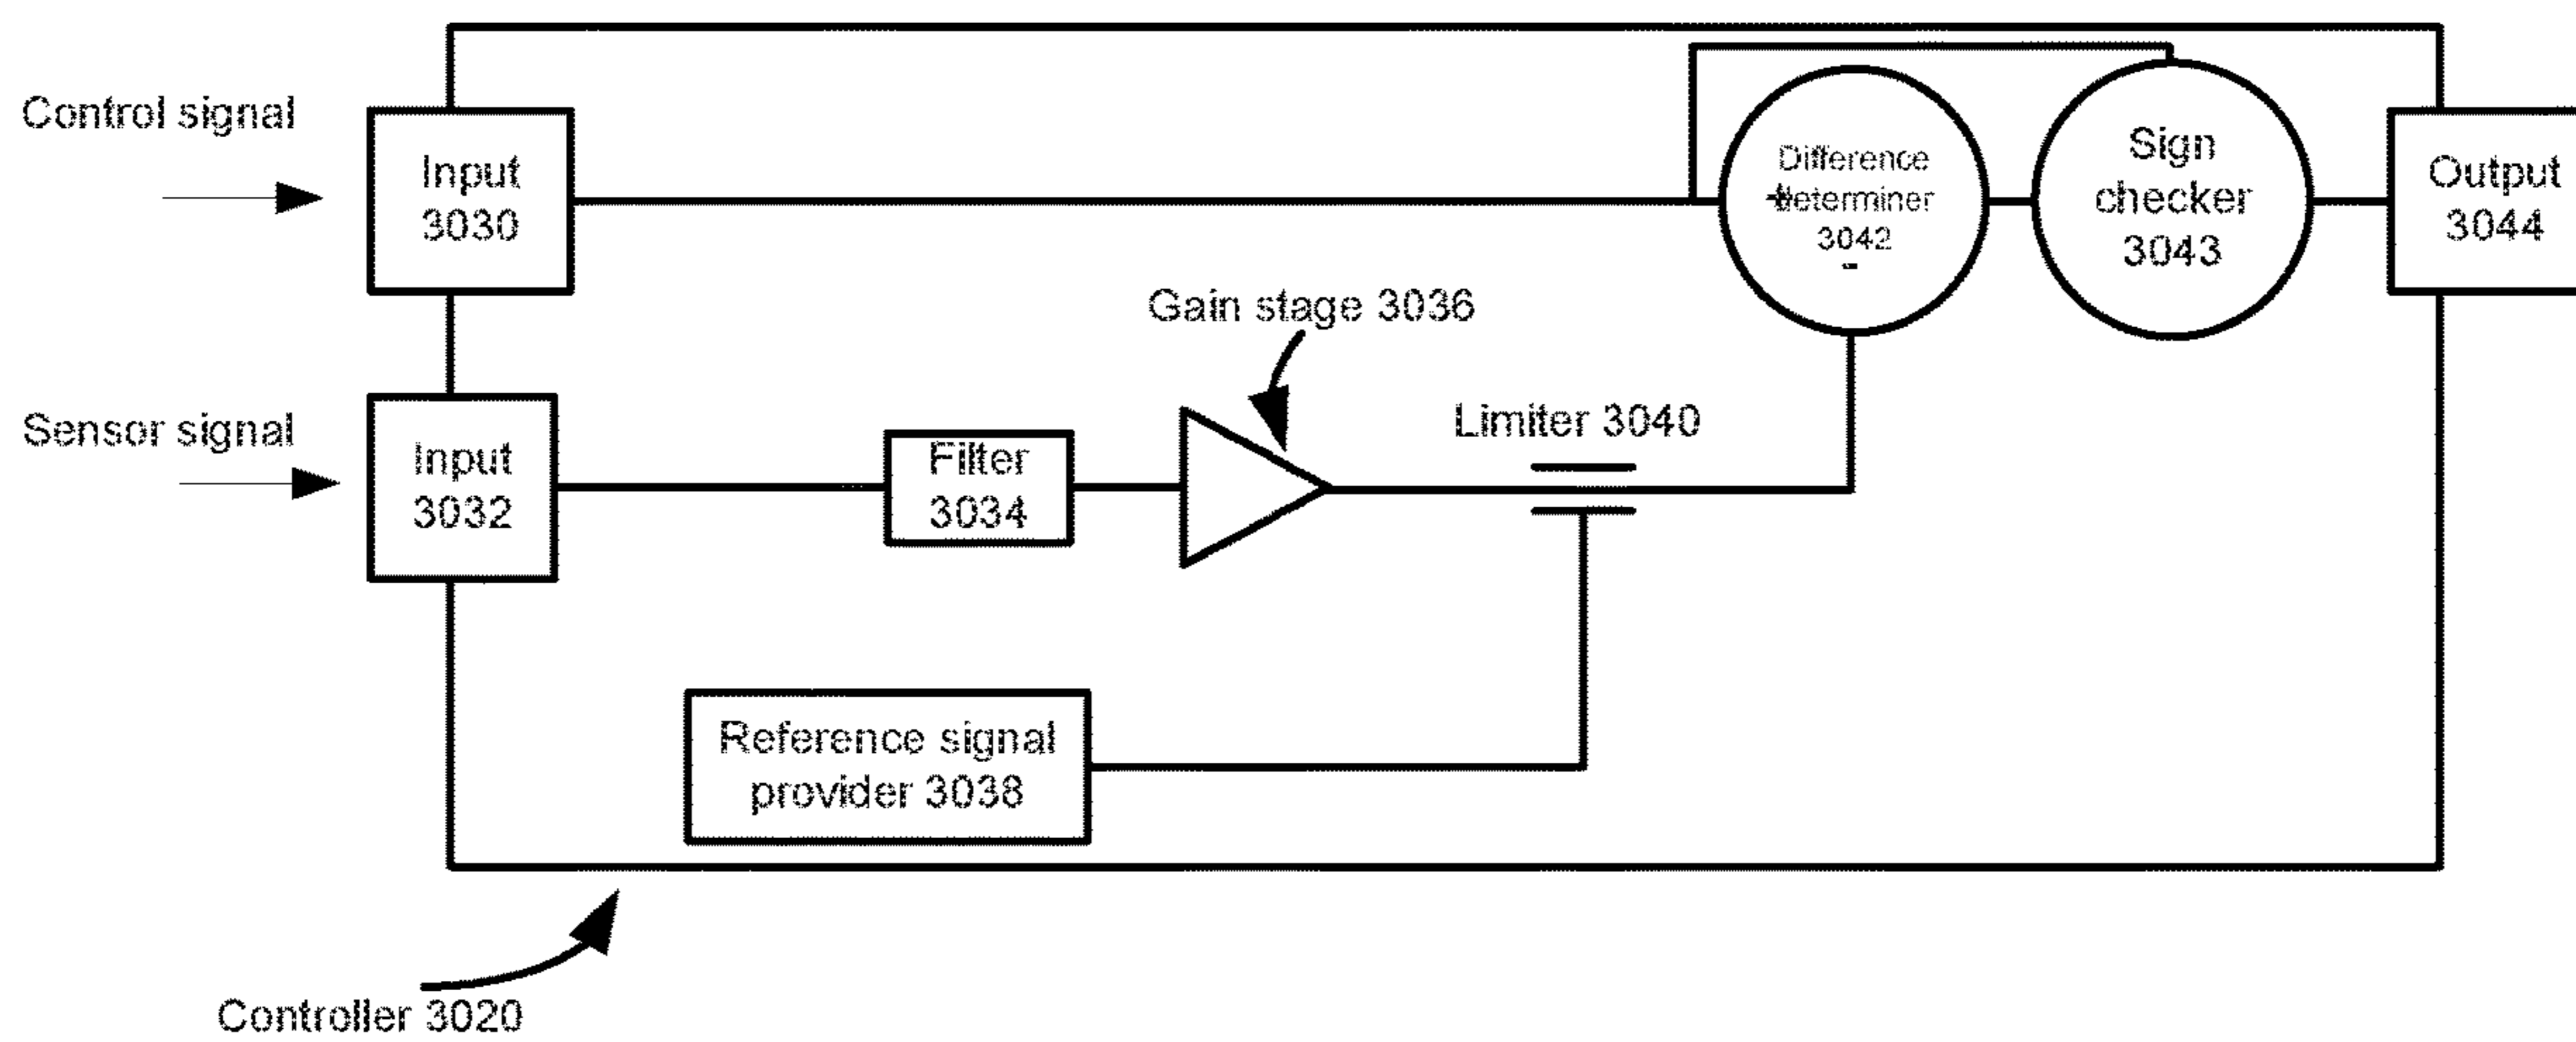 Control signal
Input
3030
Difference
+determiner
3042
-
Sign
checker
3043
Output
3044
Gain stage 3036
Sensor signal
Input
3032
Filter
3034
Limiter 3040
Reference signal
provider 3038
Controller 3020